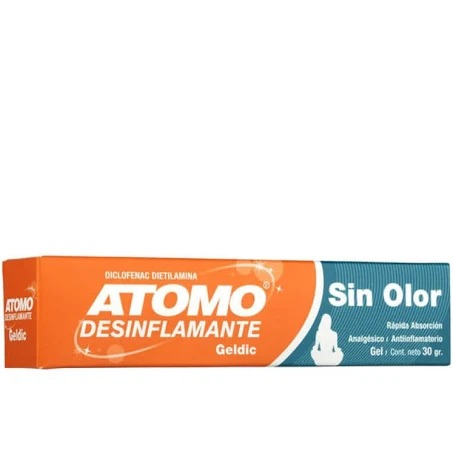 ATOMO
DESINFLAMANTE
Geldic
DICLOFENAC DIETILAMINA
ATOMO®
DESINFLAMANTE
Geldic
Sin Olor
Rápida Absorción
Analgésico / Antiinflamatorio
Gel / Cont. neto 30 gr.